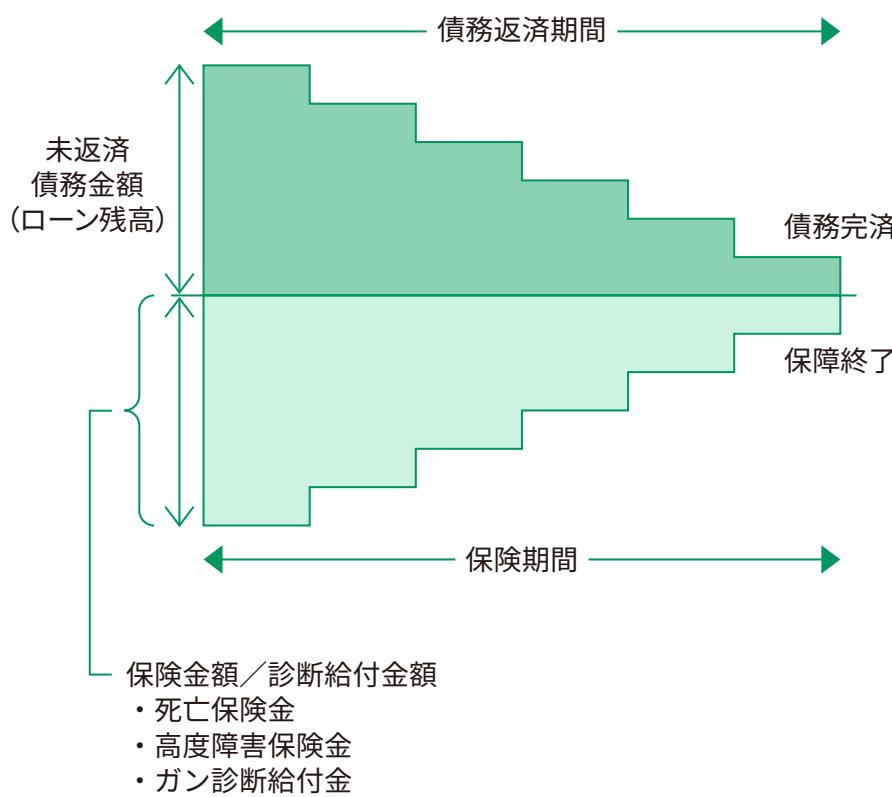 債務返済期間
未返済
債務金額
（ローン残高）
債務完済
保障終了
保険期間
保険金額／診断給付金額
・死亡保険金
・高度障害保険金
・ガン診断給付金